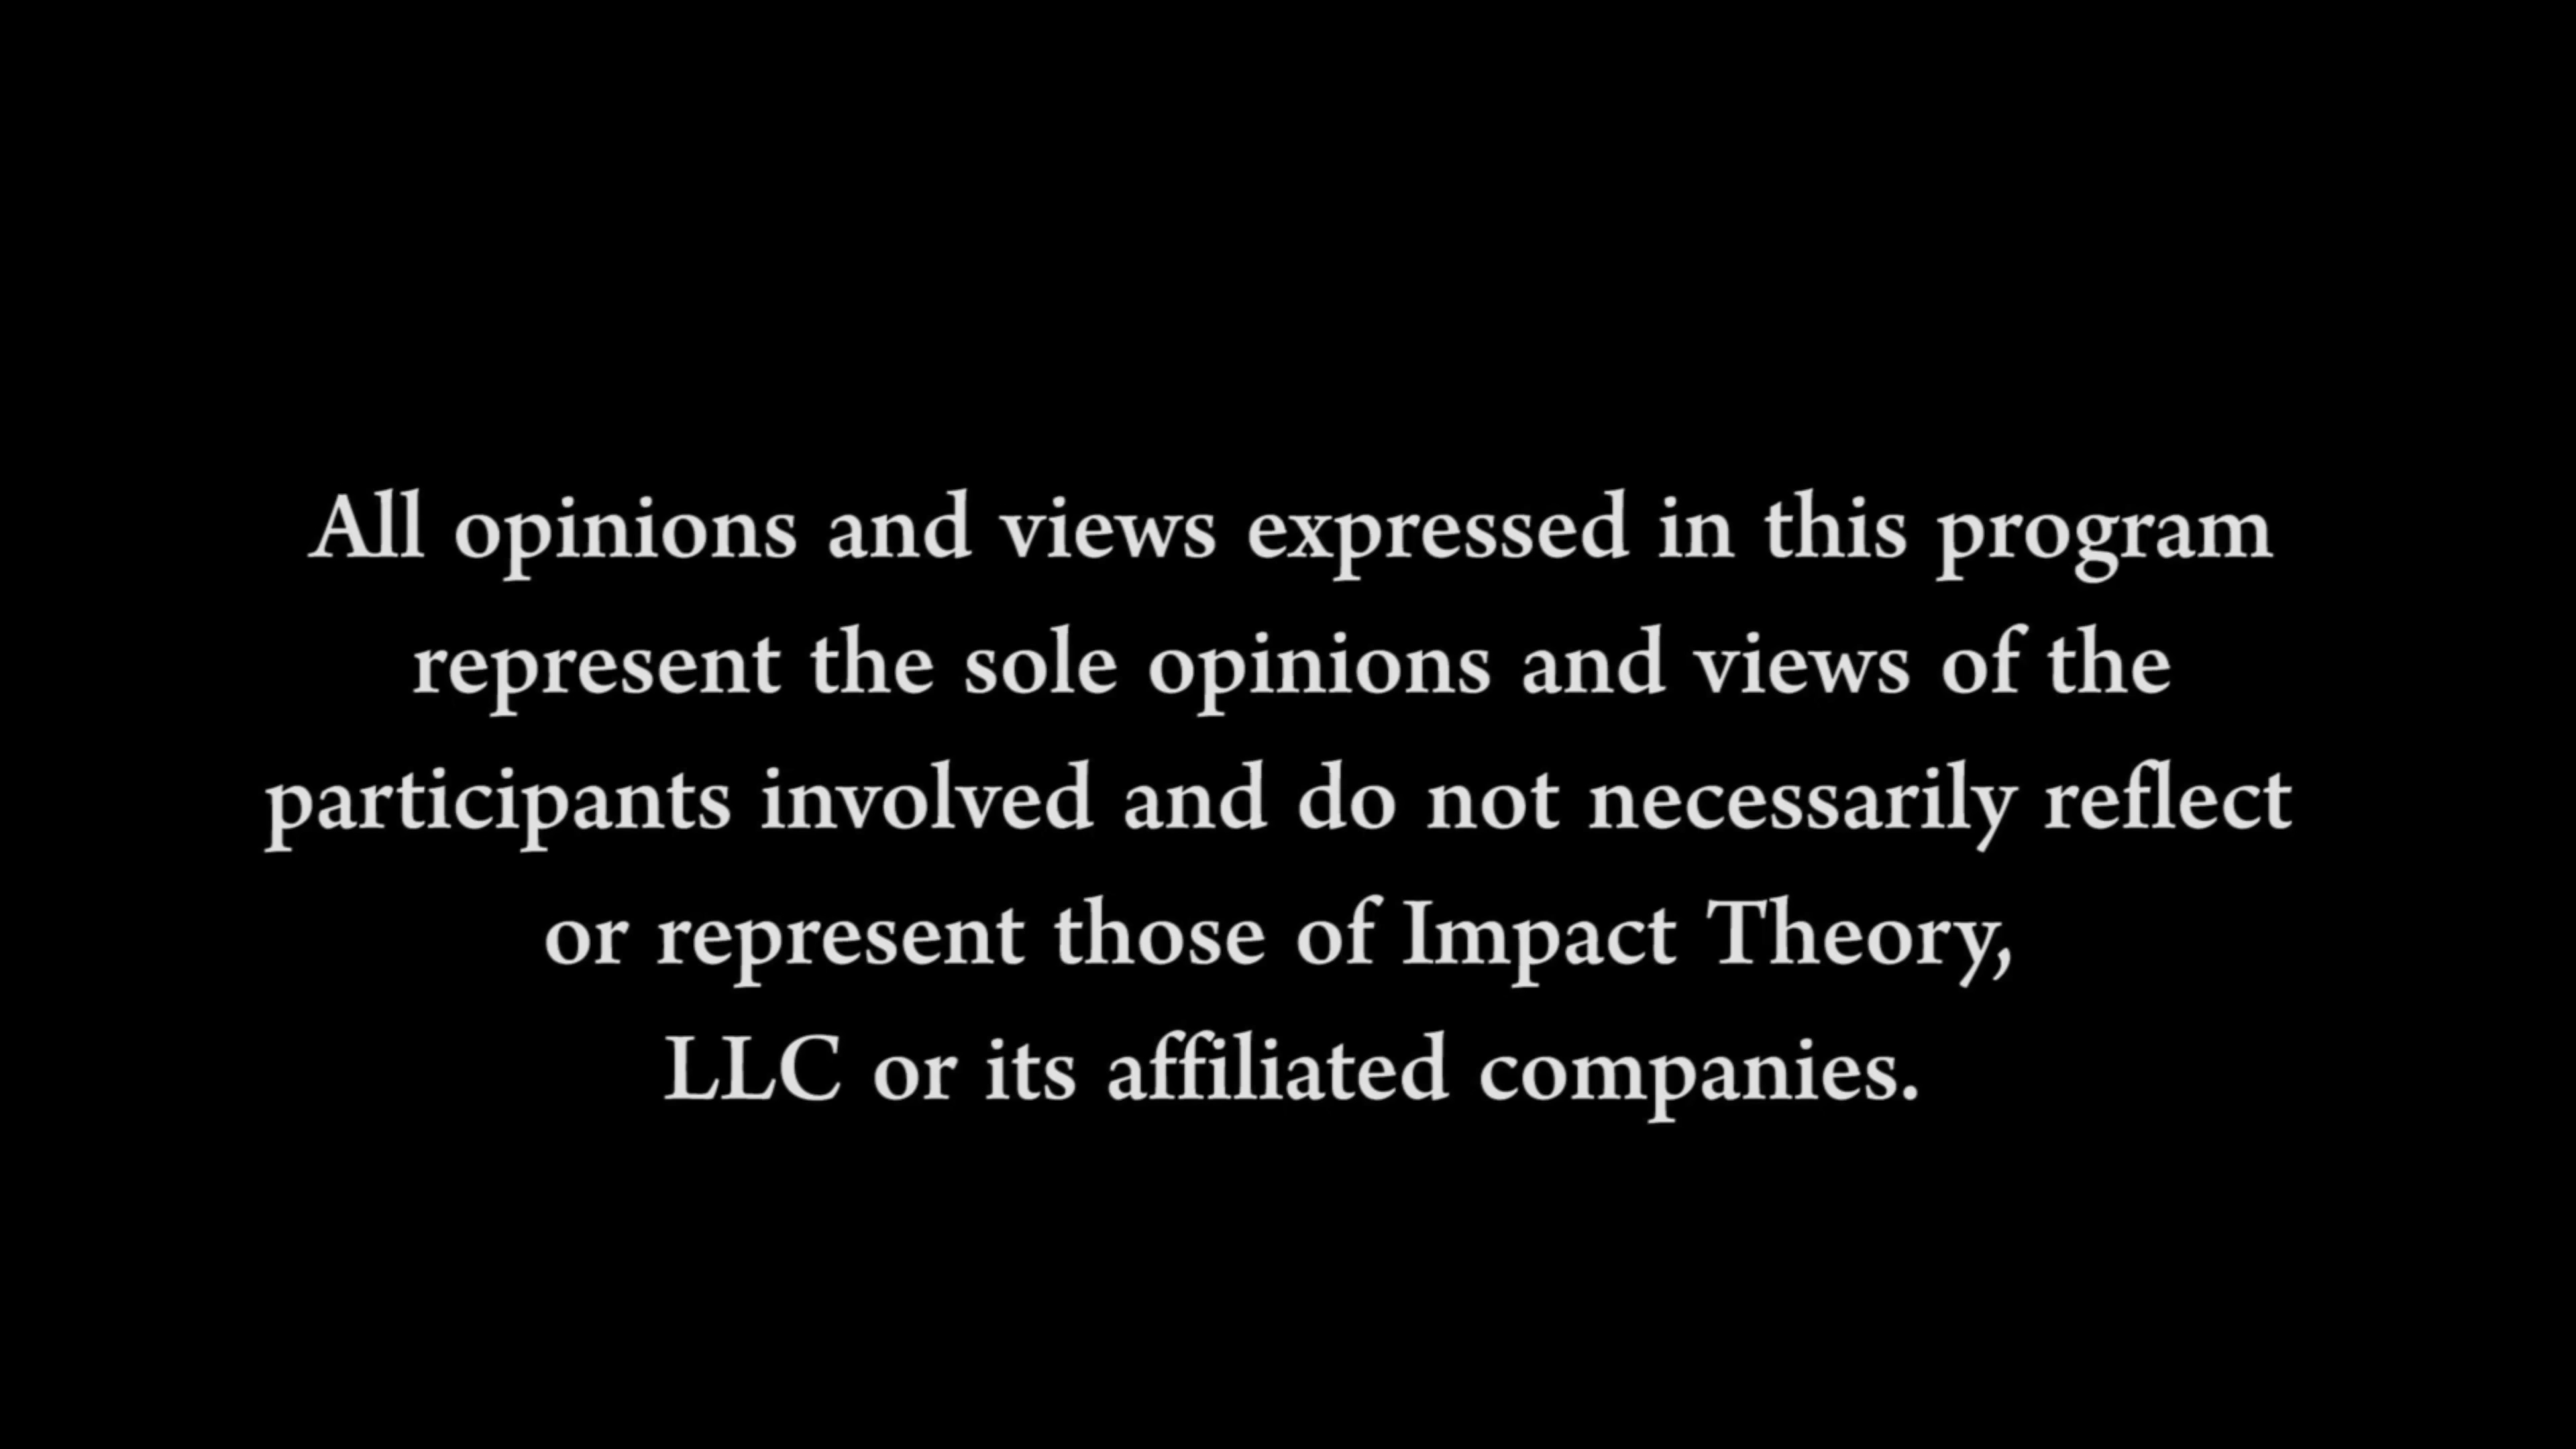 All opinions and views expressed in this program
represent the sole opinions and views of the
participants involved and do not necessarily reflect
or represent those of Impact Theory,
LLC or its affiliated companies.